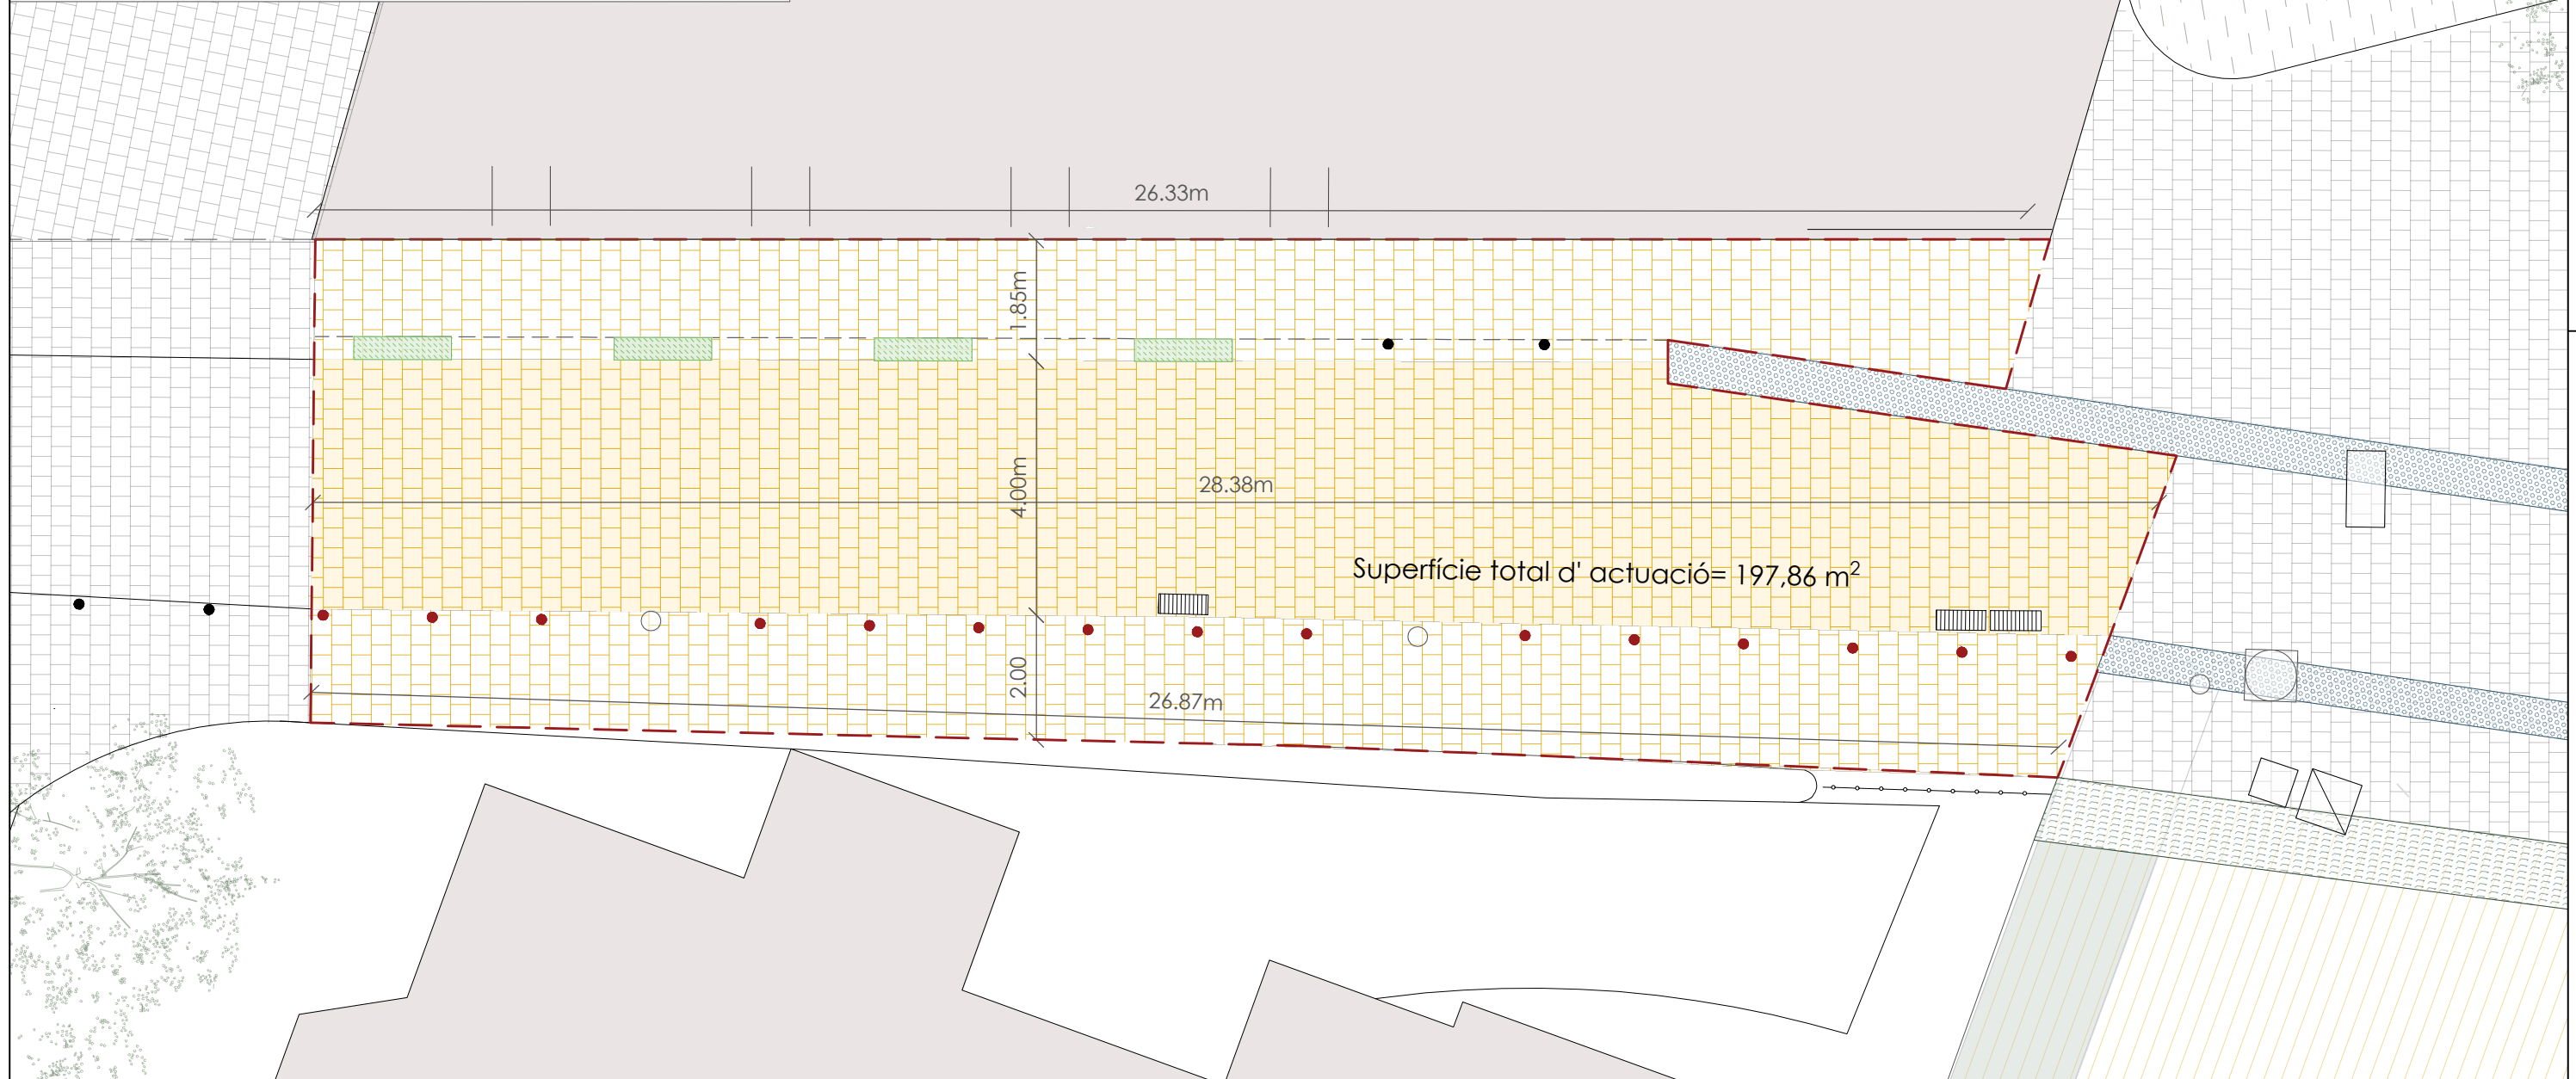 26.33m
1.85m
4.00m
28.38m
Superfície total d' actuació= 197,86 m²
2.00
26.87m